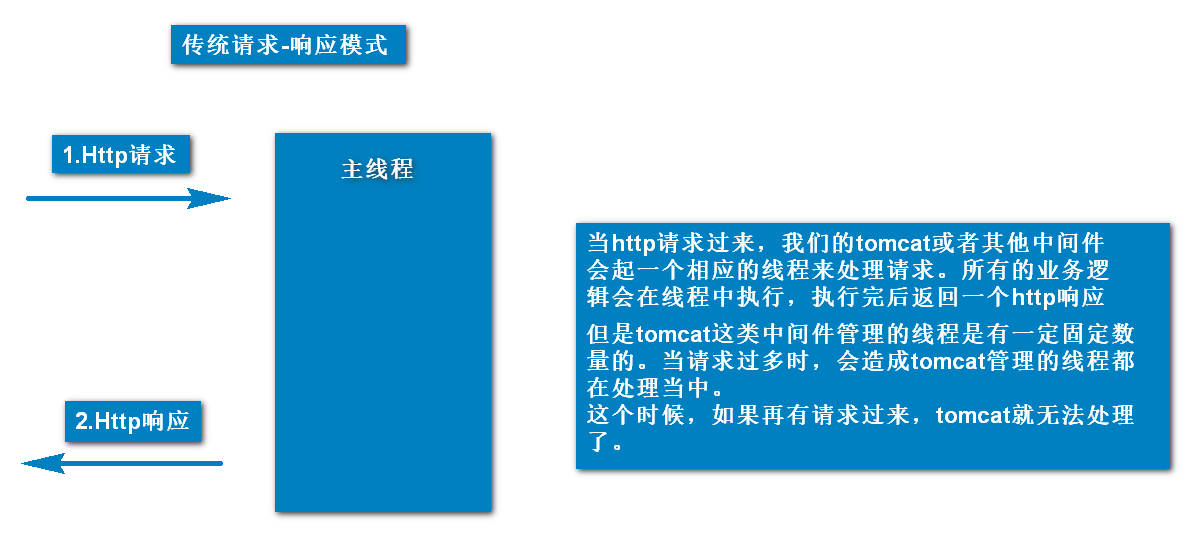 传统请求-响应模式
1.Http请求
主线程
当http请求过来，我们的tomcat或者其他中间件
会起一个相应的线程来处理请求。所有的业务逻
辑会在线程中执行，执行完后返回一个http响应
但是tomcat这类中间件管理的线程是有一定固定数
量的。当请求过多时，会造成tomcat管理的线程都
在处理当中。
这个时候，如果再有请求过来，tomcat就无法处理
了。
2.Http响应